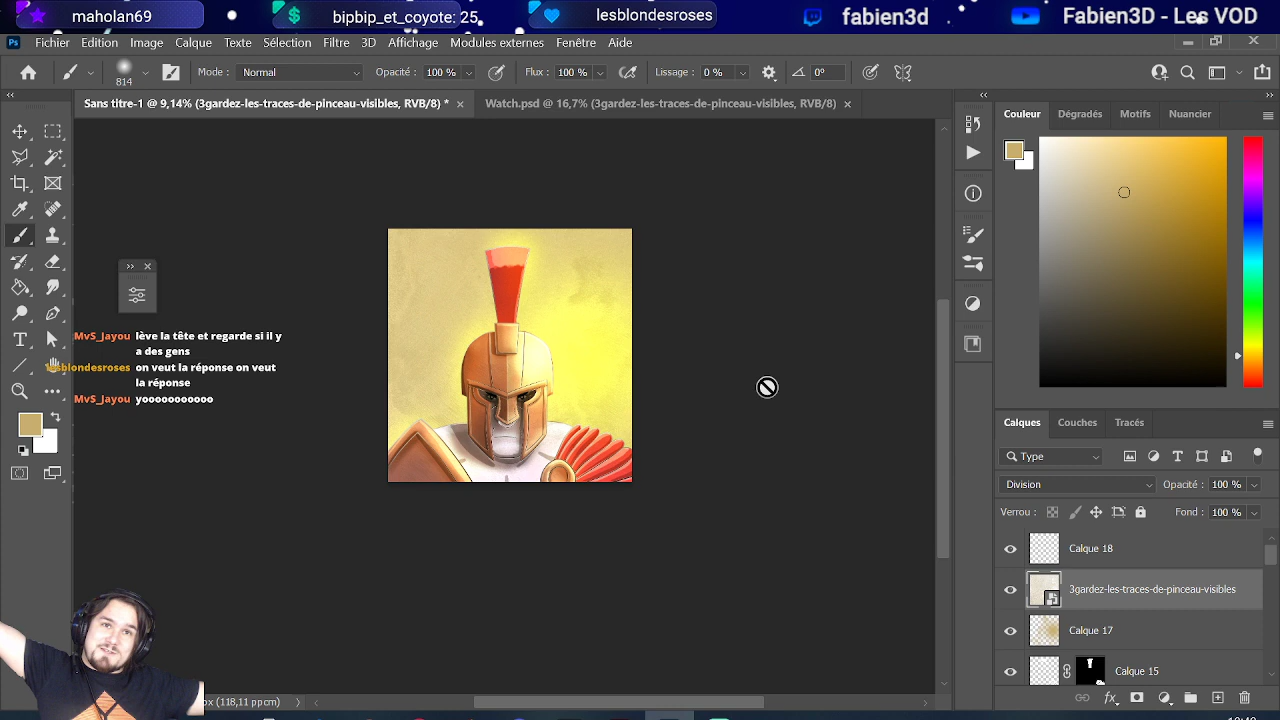 maholan69
bipbip_et_coyote: 25
lesblondesroses
fabien3d
Fabien3D - Les VOD
Ps Fichier Edition Image Calque Texte Sélection Filtre 3D Affichage Modules externes Fenêtre Aide
814 Mode : Normal Opacité : 100 % Flux : 100 % Lissage : 0 % 0°
Sans titre-1 @ 9,14% (3gardez-les-traces-de-pinceau-visibles, RVB/8) * ×
Watch.psd @ 16,7% (3gardez-les-traces-de-pinceau-visibles, RVB/8) ×
Couleur Dégradés Motifs Nuancier
MvS_Jayou lève la tête et regarde si il y
a des gens
lesblondesroses on veut la réponse on veut
la réponse
MvS_Jayou yooooooooooo
Calques Couches Tracés
Type
Division Opacité : 100 %
Verrou : Fond : 100 %
Calque 18
3gardez-les-traces-de-pinceau-visibles
Calque 17
Calque 15
px (118,11 ppcm)